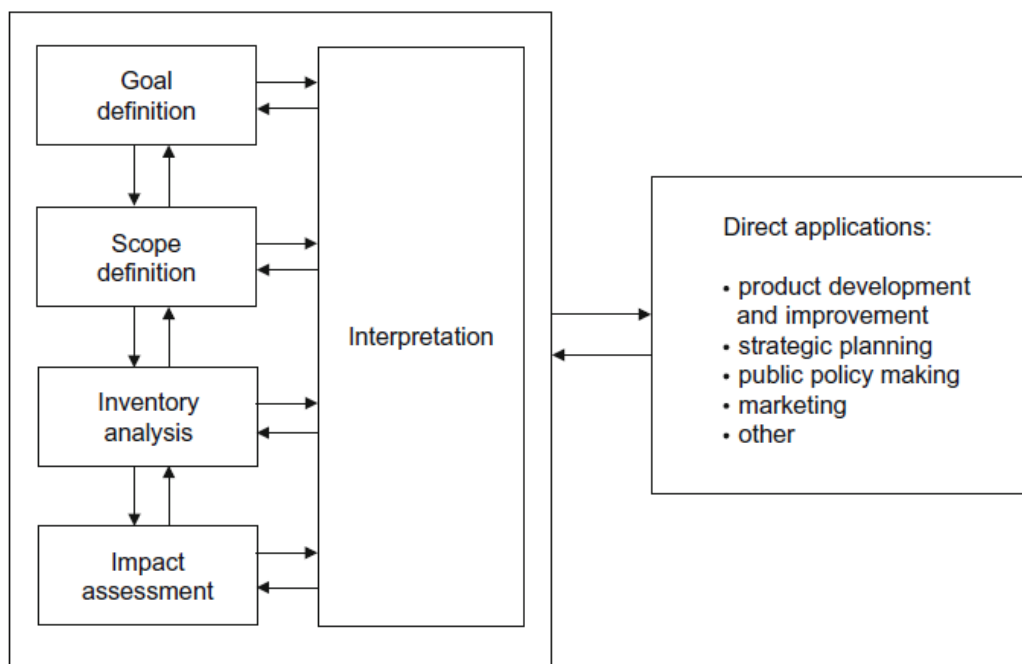 Goal
definition
Scope
definition
Inventory
analysis
Impact
assessment
Interpretation
Direct applications:
• product development
and improvement
• strategic planning
• public policy making
• marketing
• other